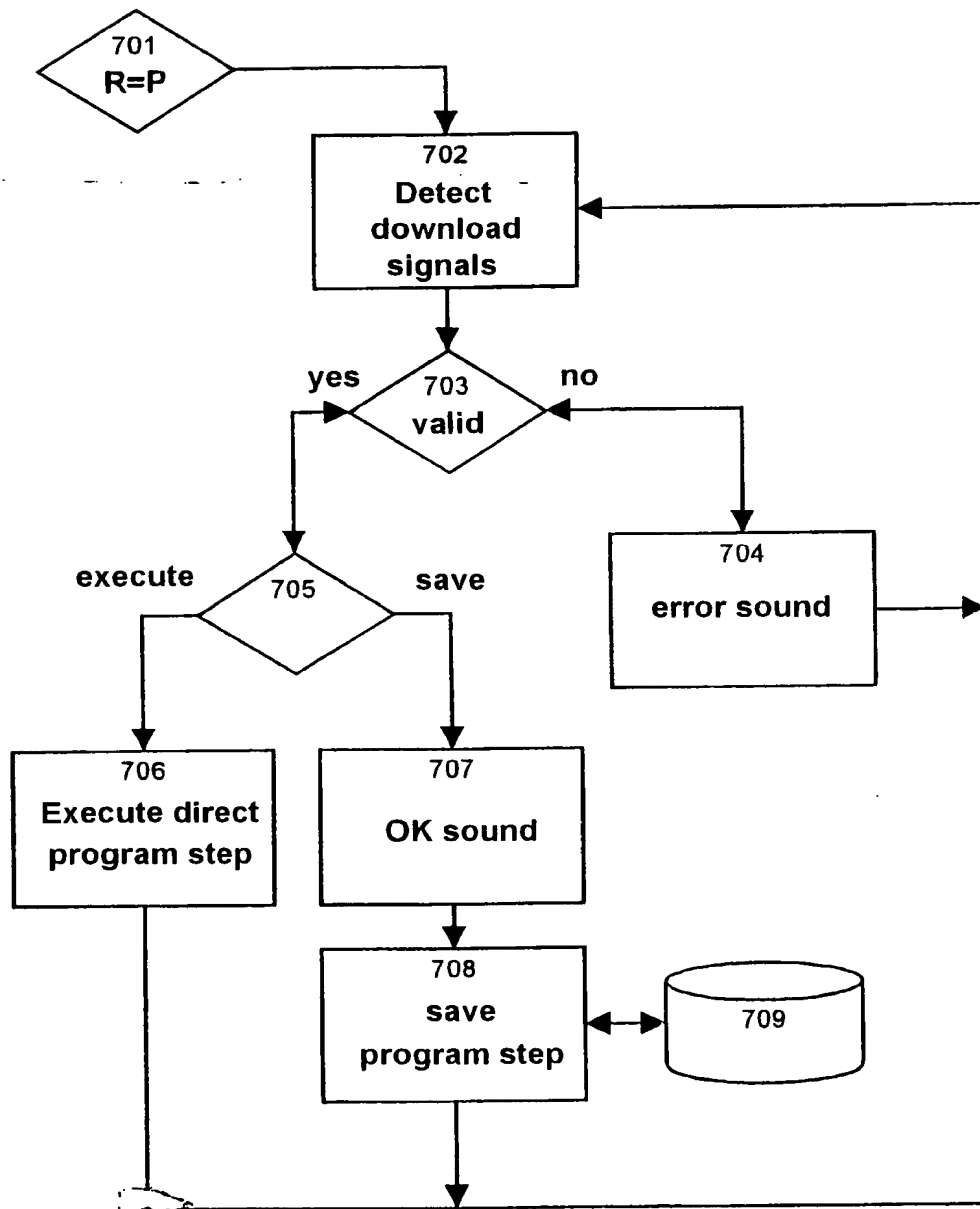 701
R=P
702
Detect
download
signals
yes
703
valid
no
execute
705
save
704
error sound
706
Execute direct
program step
707
OK sound
708
save
program step
709